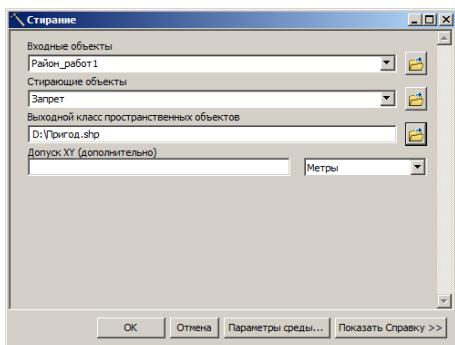 Стирание
Входные объекты
Район_работ1
Стирающие объекты
Запрет
Выходной класс пространственных объектов
D:\Пригод.shp
Допуск XY (дополнительно)
Метры
OK Отмена Параметры среды... Показать Справку >>